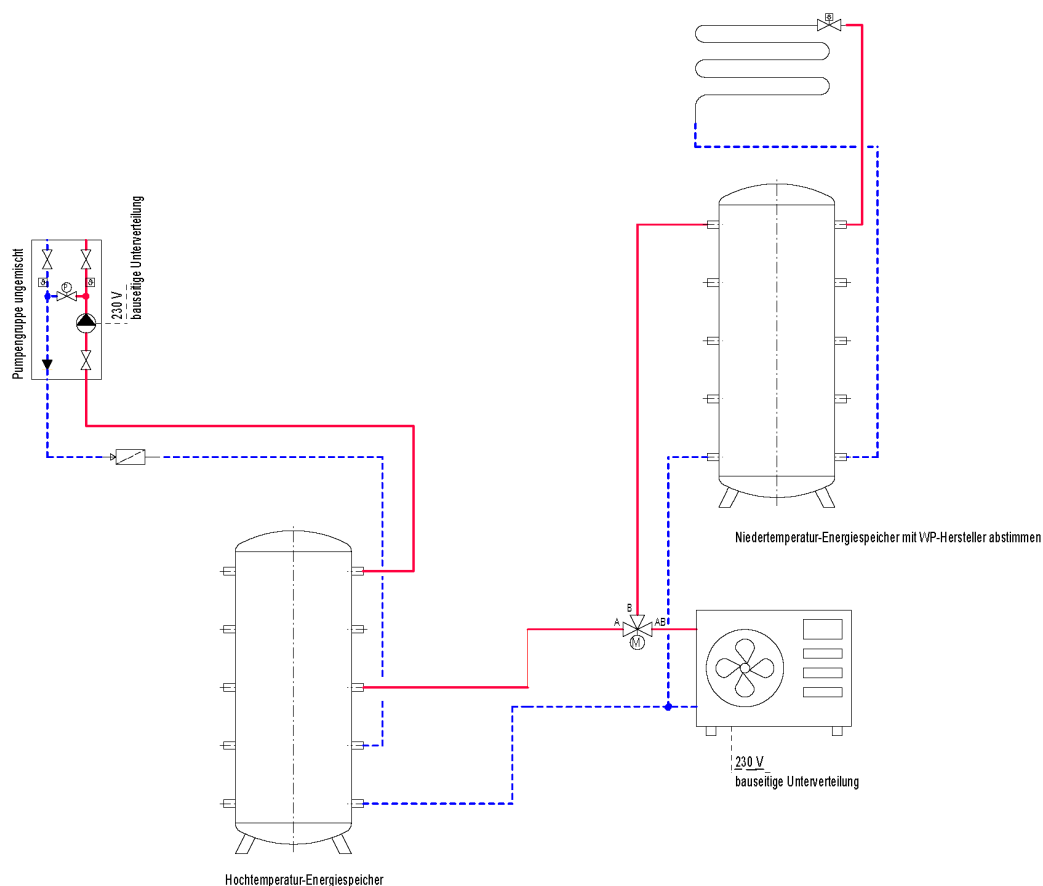 Pumpengruppe ungemischt
230 V
bauseitige Unterverteilung
P
Niedertemperatur-Energiespeicher mit WP-Hersteller abstimmen
B
A
AB
M
230 V
bauseitige Unterverteilung
Hochtemperatur-Energiespeicher